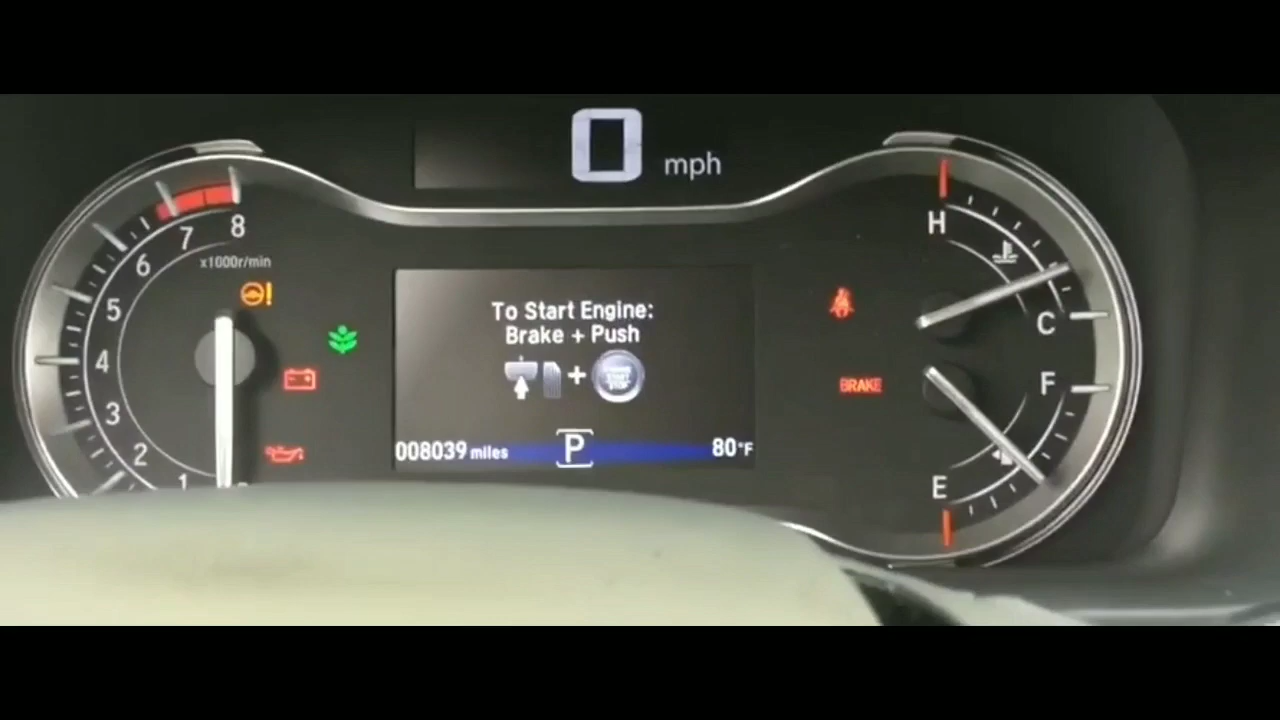 0 mph
8
7
6
x1000r/min
5
4
3
2
1
To Start Engine:
Brake + Push
+
008039 miles
P
80°F
BRAKE
H
C
F
E